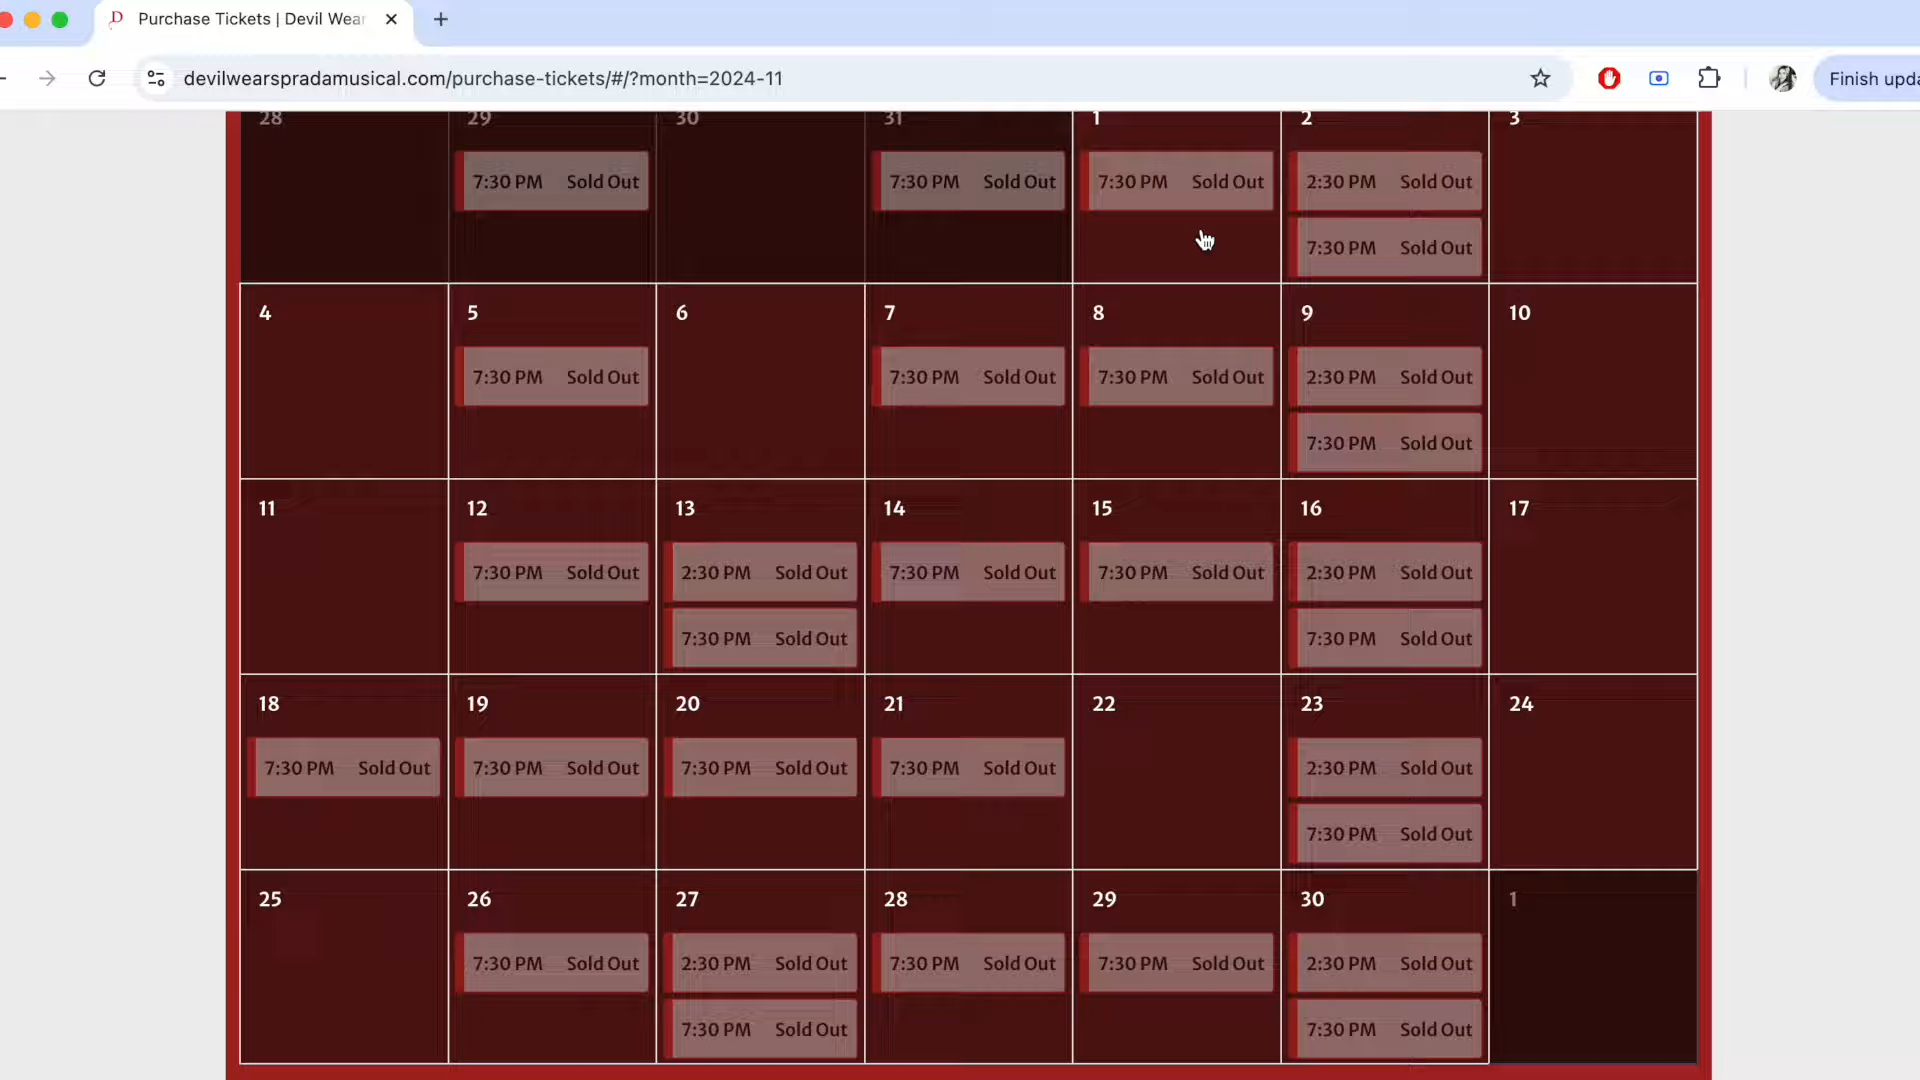 Purchase Tickets | Devil Wear
devilwearspradamusical.com/purchase-tickets/#/?month=2024-11
Finish upda
28 29 30 31 1 2 3
7:30 PM Sold Out 7:30 PM Sold Out 7:30 PM Sold Out 2:30 PM Sold Out
7:30 PM Sold Out
4 5 6 7 8 9 10
7:30 PM Sold Out 7:30 PM Sold Out 7:30 PM Sold Out 2:30 PM Sold Out
7:30 PM Sold Out
11 12 13 14 15 16 17
7:30 PM Sold Out 2:30 PM Sold Out 7:30 PM Sold Out 7:30 PM Sold Out 2:30 PM Sold Out
7:30 PM Sold Out 7:30 PM Sold Out
18 19 20 21 22 23 24
7:30 PM Sold Out 7:30 PM Sold Out 7:30 PM Sold Out 7:30 PM Sold Out 2:30 PM Sold Out
7:30 PM Sold Out
25 26 27 28 29 30 1
7:30 PM Sold Out 2:30 PM Sold Out 7:30 PM Sold Out 7:30 PM Sold Out 2:30 PM Sold Out
7:30 PM Sold Out 7:30 PM Sold Out